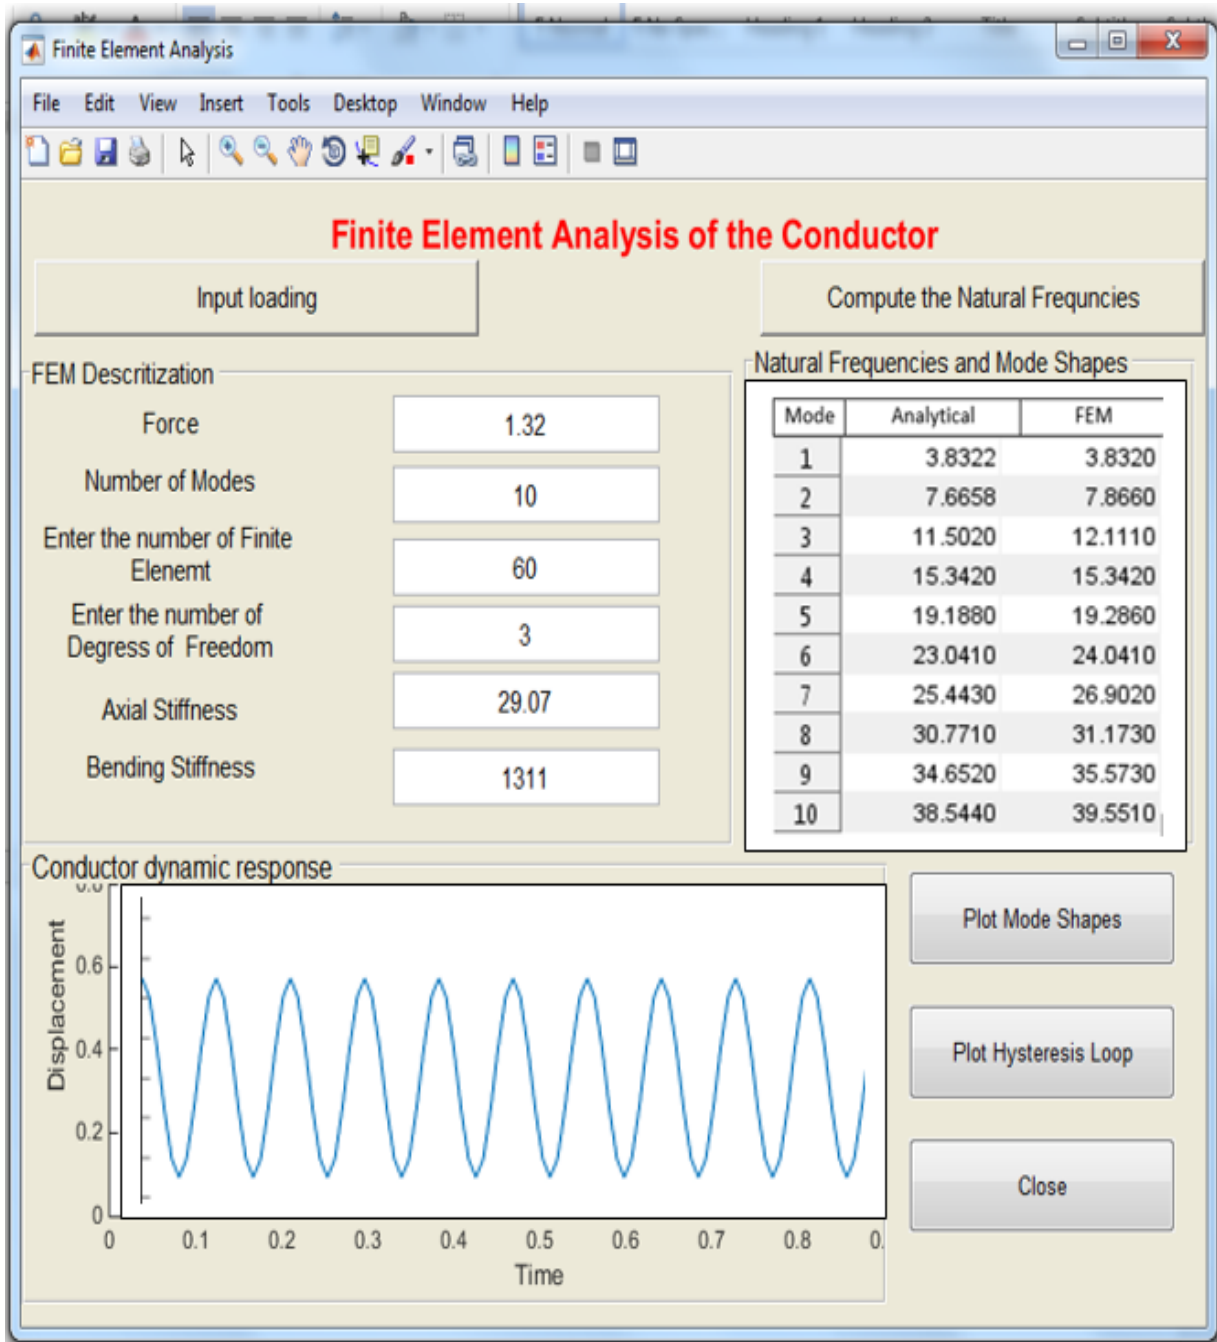 Finite Element Analysis
File Edit View Insert Tools Desktop Window Help
Finite Element Analysis of the Conductor
Input loading
Compute the Natural Frequncies
FEM Descritization
Force 1.32
Number of Modes 10
Enter the number of Finite
Elenemt 60
Enter the number of
Degress of Freedom 3
Axial Stiffness 29.07
Bending Stiffness 1311
Natural Frequencies and Mode Shapes
Mode Analytical FEM
1 3.8322 3.8320
2 7.6658 7.8660
3 11.5020 12.1110
4 15.3420 15.3420
5 19.1880 19.2860
6 23.0410 24.0410
7 25.4430 26.9020
8 30.7710 31.1730
9 34.6520 35.5730
10 38.5440 39.5510
Conductor dynamic response
Displacement
0.6
0.4
0.2
0
0 0.1 0.2 0.3 0.4 0.5 0.6 0.7 0.8 0.
Time
Plot Mode Shapes
Plot Hysteresis Loop
Close